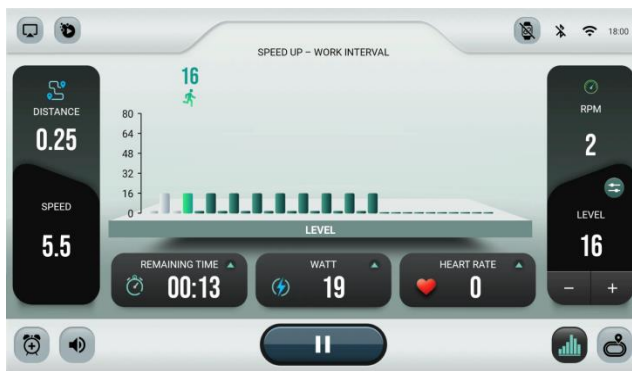 18:00
SPEED UP – WORK INTERVAL
DISTANCE
0.25
SPEED
5.5
16
80
64
48
32
16
0
LEVEL
REMAINING TIME
00:13
WATT
19
HEART RATE
0
RPM
2
LEVEL
16
− +